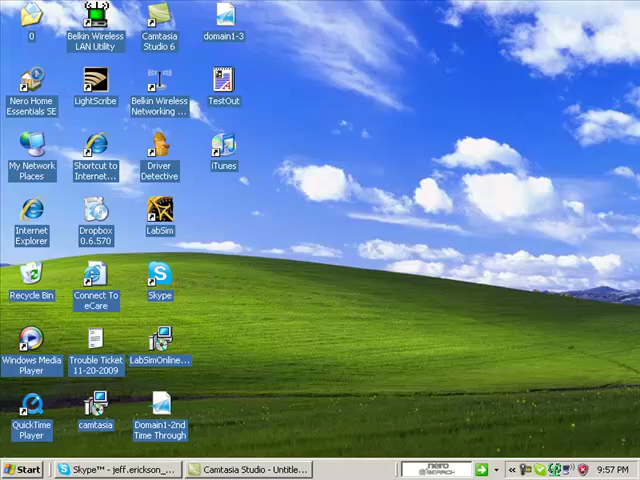 0
Belkin Wireless
LAN Utility
Camtasia
Studio 6
domain1-3
Nero Home
Essentials SE
LightScribe
Belkin Wireless
Networking ...
TestOut
My Network
Places
Shortcut to
Internet...
Driver
Detective
iTunes
Internet
Explorer
Dropbox
0.6.570
LabSim
Recycle Bin
Connect To
eCare
Skype
Windows Media
Player
Trouble Ticket
11-20-2009
LabSimOnline...
QuickTime
Player
camtasia
Domain1-2nd
Time Through
Start
Skype™ - jeff.erickson_...
Camtasia Studio - Untitle...
nero
SEARCH
9:57 PM